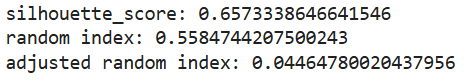 silhouette_score: 0.6573338646641546
random index: 0.5584744207500243
adjusted random index: 0.04464780020437956